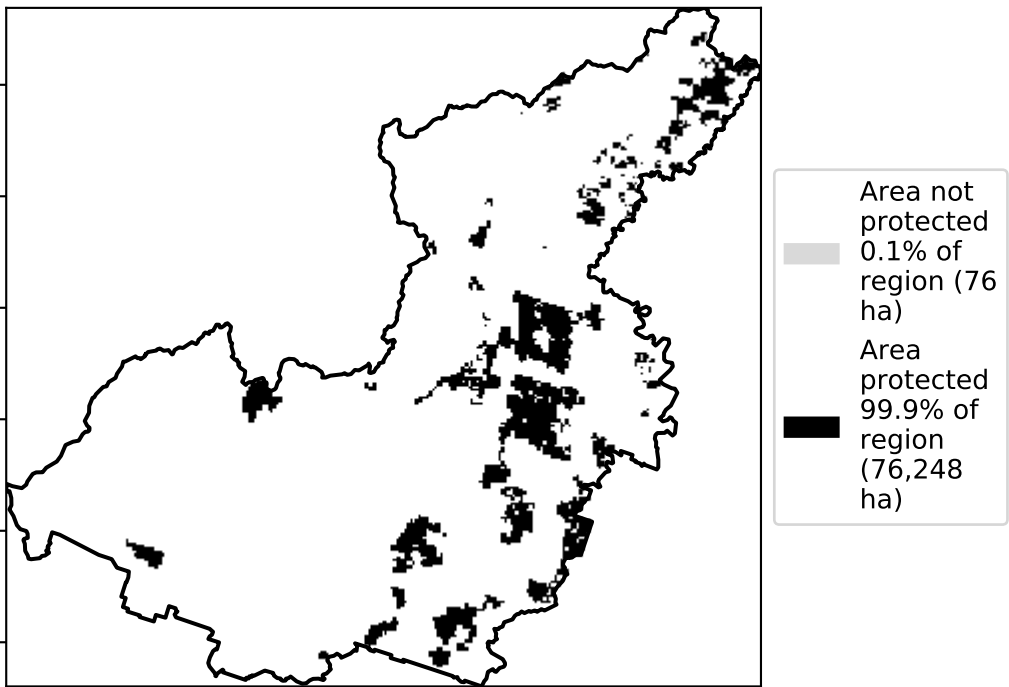 Area not
protected
0.1% of
region (76
ha)
Area
protected
99.9% of
region
(76,248
ha)